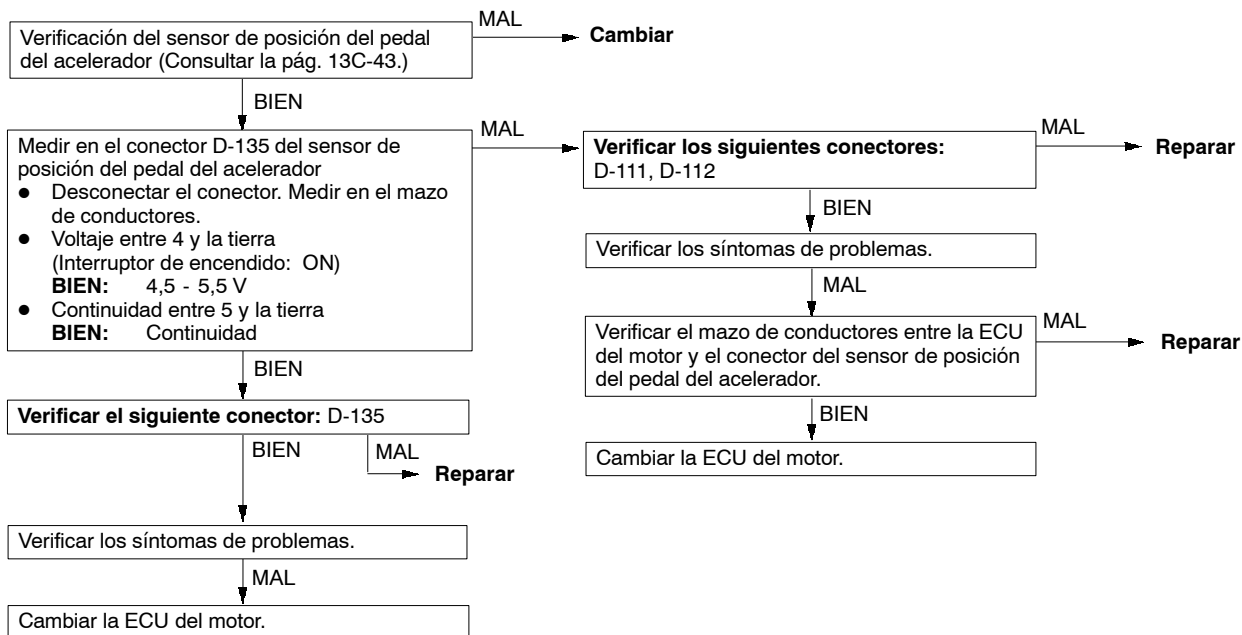 Verificación del sensor de posición del pedal
del acelerador (Consultar la pág. 13C-43.)
MAL
Cambiar
BIEN
Medir en el conector D-135 del sensor de
posición del pedal del acelerador
● Desconectar el conector. Medir en el mazo
de conductores.
● Voltaje entre 4 y la tierra
(Interruptor de encendido: ON)
BIEN: 4,5 - 5,5 V
● Continuidad entre 5 y la tierra
BIEN: Continuidad
MAL
Verificar los siguientes conectores:
D-111, D-112
MAL
Reparar
BIEN
Verificar los síntomas de problemas.
MAL
Verificar el mazo de conductores entre la ECU
del motor y el conector del sensor de posición
del pedal del acelerador.
MAL
Reparar
BIEN
Cambiar la ECU del motor.
BIEN
Verificar el siguiente conector: D-135
BIEN
MAL
Reparar
Verificar los síntomas de problemas.
MAL
Cambiar la ECU del motor.